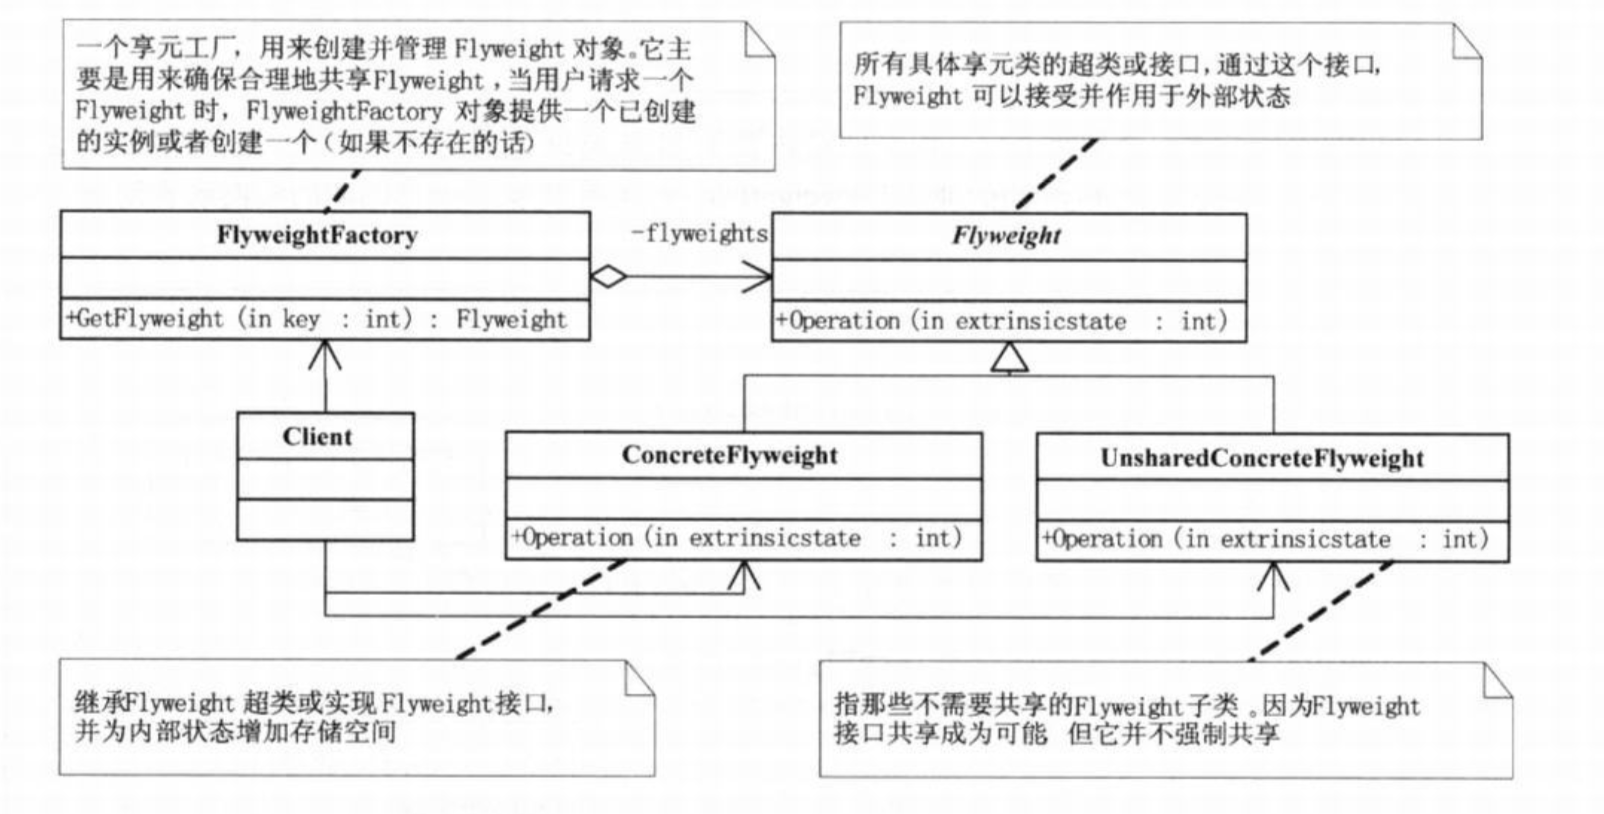 一个享元工厂，用来创建并管理 Flyweight 对象。它主
要是用来确保合理地共享Flyweight，当用户请求一个
Flyweight 时，FlyweightFactory 对象提供一个已创建
的实例或者创建一个（如果不存在的话）
所有具体享元类的超类或接口，通过这个接口，
Flyweight 可以接受并作用于外部状态
FlyweightFactory
+GetFlyweight (in key : int) : Flyweight
-flyweights
Flyweight
+Operation (in extrinsicstate : int)
Client
ConcreteFlyweight
+Operation (in extrinsicstate : int)
UnsharedConcreteFlyweight
+Operation (in extrinsicstate : int)
继承Flyweight 超类或实现 Flyweight接口，
并为内部状态增加存储空间
指那些不需要共享的Flyweight 子类 。因为Flyweight
接口共享成为可能 但它并不强制共享